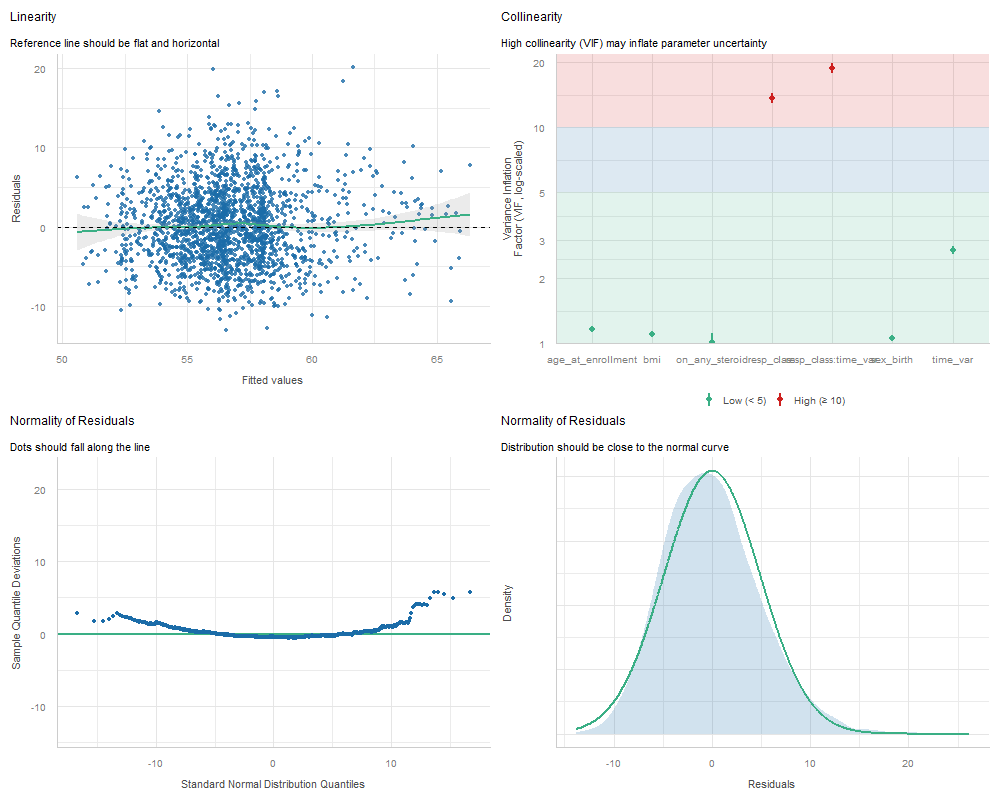 Linearity
Reference line should be flat and horizontal
20
10
0
-10
Residuals
50
55
60
65
Fitted values
Collinearity
High collinearity (VIF) may inflate parameter uncertainty
20
10
5
3
2
1
Variance Inflation
Factor (VIF, log-scaled)
age_at_enrollment
bmi
on_any_steroid
resp_class
resp_class:time_var
sex_birth
time_var
Low (< 5)
High (≥ 10)
Normality of Residuals
Dots should fall along the line
20
10
0
-10
Sample Quantile Deviations
-10
0
10
Standard Normal Distribution Quantiles
Normality of Residuals
Distribution should be close to the normal curve
Density
-10
0
10
20
Residuals